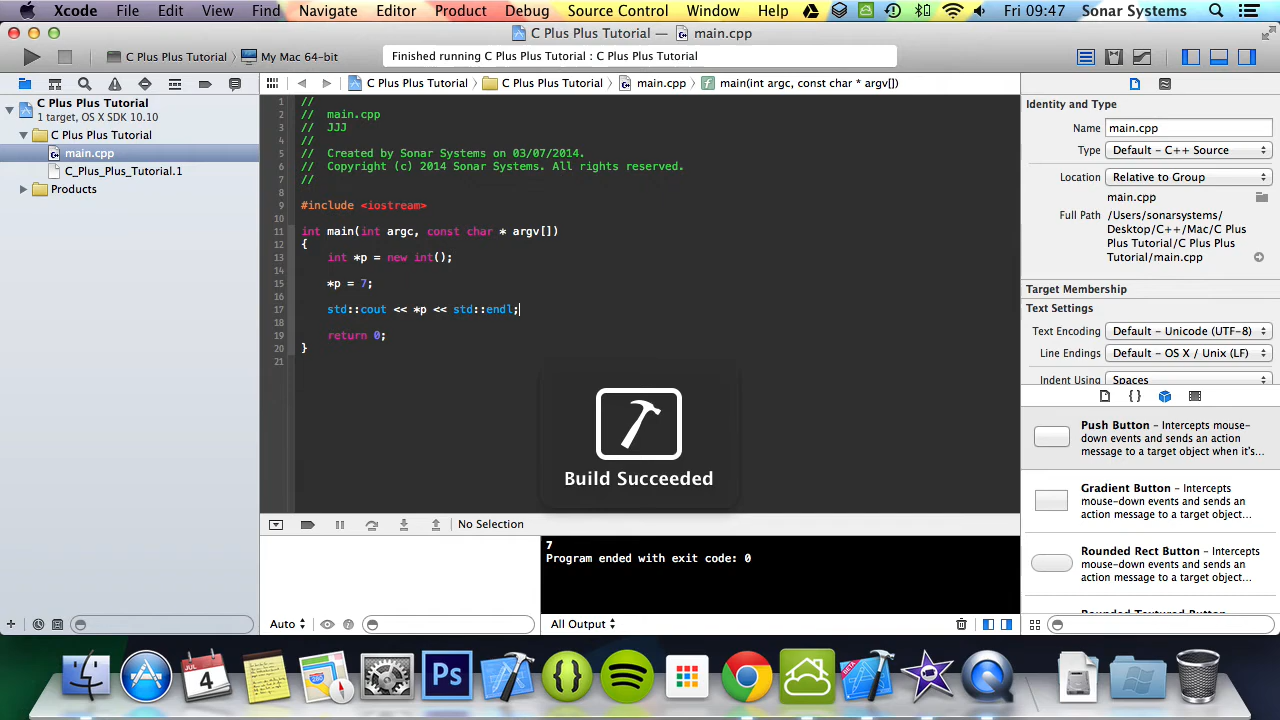 Xcode File Edit View Find Navigate Editor Product Debug Source Control Window Help Fri 09:47 Sonar Systems
C Plus Plus Tutorial — main.cpp
C Plus Plus Tutorial My Mac 64-bit
Finished running C Plus Plus Tutorial : C Plus Plus Tutorial
C Plus Plus Tutorial C Plus Plus Tutorial main.cpp main(int argc, const char * argv[])
C Plus Plus Tutorial
1 target, OS X SDK 10.10
C Plus Plus Tutorial
main.cpp
C_Plus_Plus_Tutorial.1
Products
1 //
2 // main.cpp
3 // JJJ
4 //
5 // Created by Sonar Systems on 03/07/2014.
6 // Copyright (c) 2014 Sonar Systems. All rights reserved.
7 //
8
9 #include <iostream>
10
11 int main(int argc, const char * argv[])
12 {
13 int *p = new int();
14
15 *p = 7;
16
17 std::cout << *p << std::endl;
18
19 return 0;
20 }
21
Build Succeeded
No Selection
7
Program ended with exit code: 0
Auto
All Output
Identity and Type
Name main.cpp
Type Default - C++ Source
Location Relative to Group
main.cpp
Full Path /Users/sonarsystems/
Desktop/C++/Mac/C Plus
Plus Tutorial/C Plus Plus
Tutorial/main.cpp
Target Membership
Text Settings
Text Encoding Default - Unicode (UTF-8)
Line Endings Default - OS X / Unix (LF)
Indent Using Spaces
Push Button – Intercepts mouse-
down events and sends an action
message to a target object when it's...
Gradient Button – Intercepts
mouse-down events and sends an
action message to a target object...
Rounded Rect Button – Intercepts
mouse-down events and sends an
action message to a target object...
Rounded Textured Button
JUL
4
280
Ps